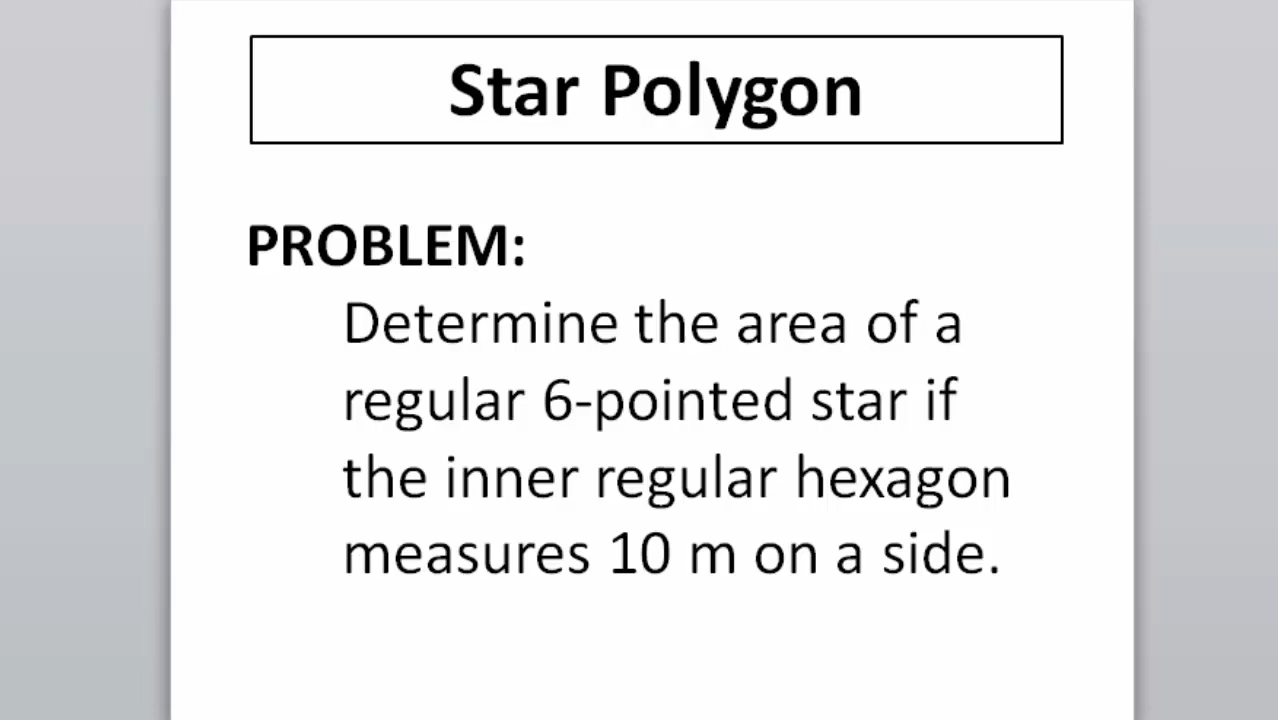 Star Polygon
PROBLEM:
Determine the area of a
regular 6-pointed star if
the inner regular hexagon
measures 10 m on a side.